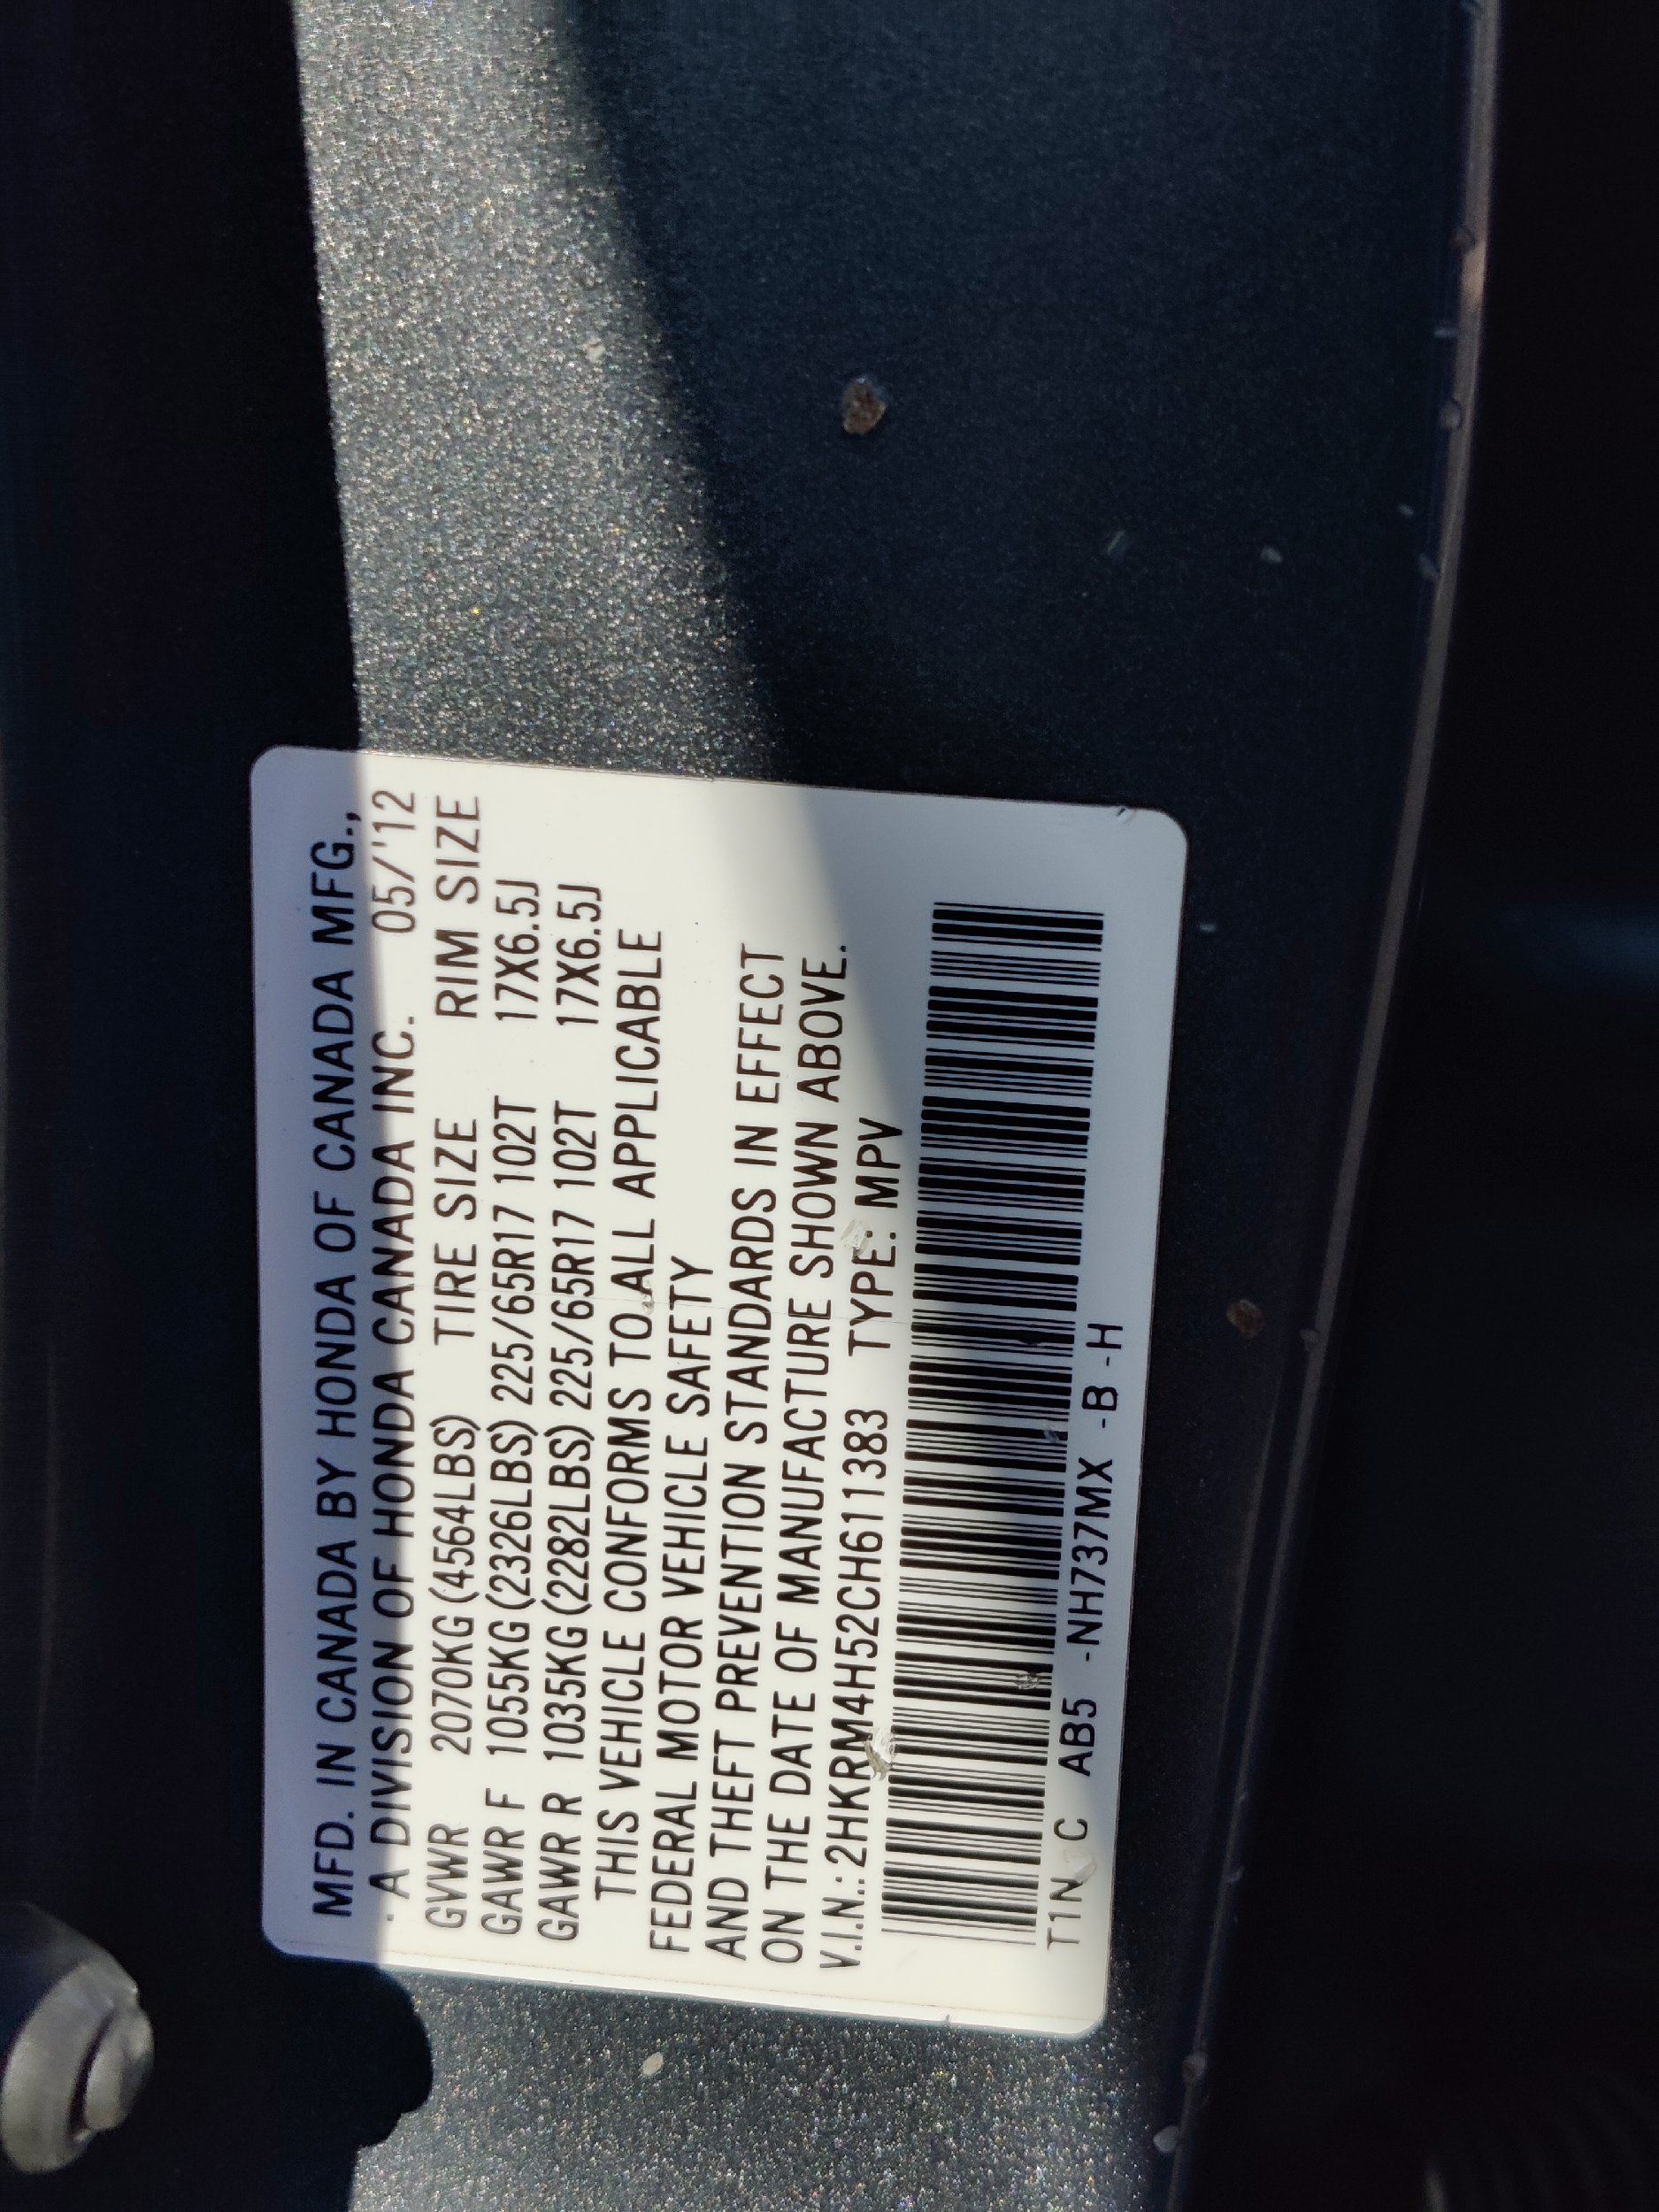 MFD. IN CANADA BY HONDA OF CANADA MFG.,
A DIVISION OF HONDA CANADA INC. 05/'12
GVWR 2070KG (4564LBS) TIRE SIZE RIM SIZE
GAWR F 1055KG (2326LBS) 225/65R17 102T 17X6.5J
GAWR R 1035KG (2282LBS) 225/65R17 102T 17X6.5J
THIS VEHICLE CONFORMS TO ALL APPLICABLE
FEDERAL MOTOR VEHICLE SAFETY
AND THEFT PREVENTION STANDARDS IN EFFECT
ON THE DATE OF MANUFACTURE SHOWN ABOVE.
V.I.N.: 2HKRM4H52CH611383 TYPE: MPV
T1N C AB5 -NH737MX -B -H